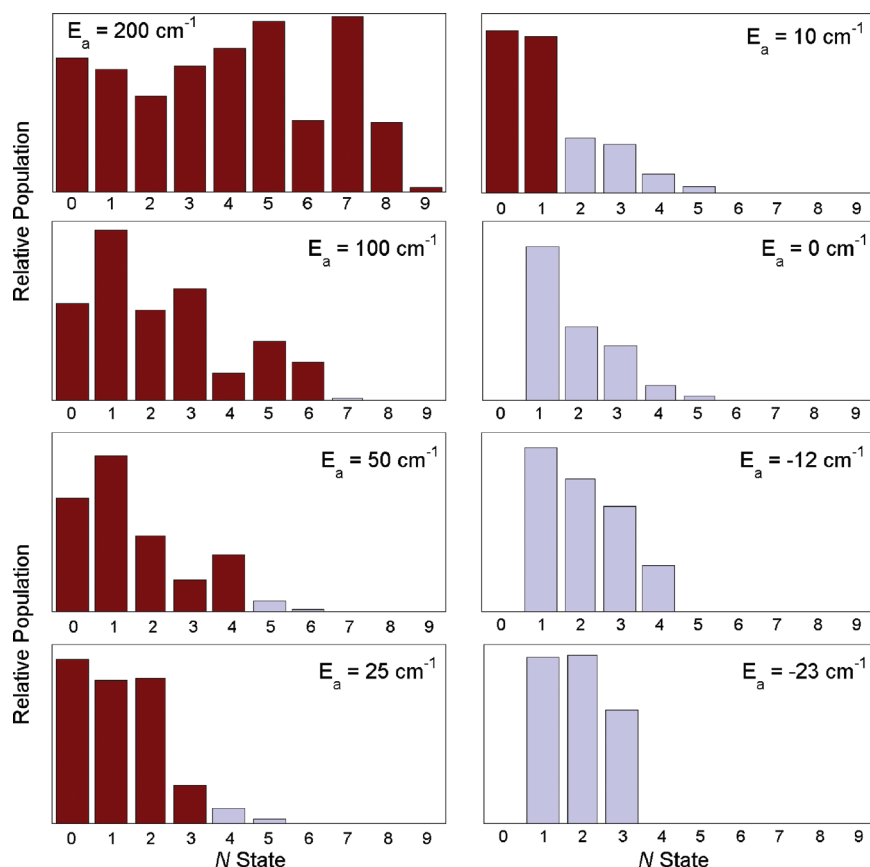 E_a = 200 cm⁻¹
0 1 2 3 4 5 6 7 8 9
E_a = 10 cm⁻¹
0 1 2 3 4 5 6 7 8 9
Relative Population
E_a = 100 cm⁻¹
0 1 2 3 4 5 6 7 8 9
E_a = 0 cm⁻¹
0 1 2 3 4 5 6 7 8 9
E_a = 50 cm⁻¹
0 1 2 3 4 5 6 7 8 9
E_a = -12 cm⁻¹
0 1 2 3 4 5 6 7 8 9
Relative Population
E_a = 25 cm⁻¹
0 1 2 3 4 5 6 7 8 9
N State
E_a = -23 cm⁻¹
0 1 2 3 4 5 6 7 8 9
N State